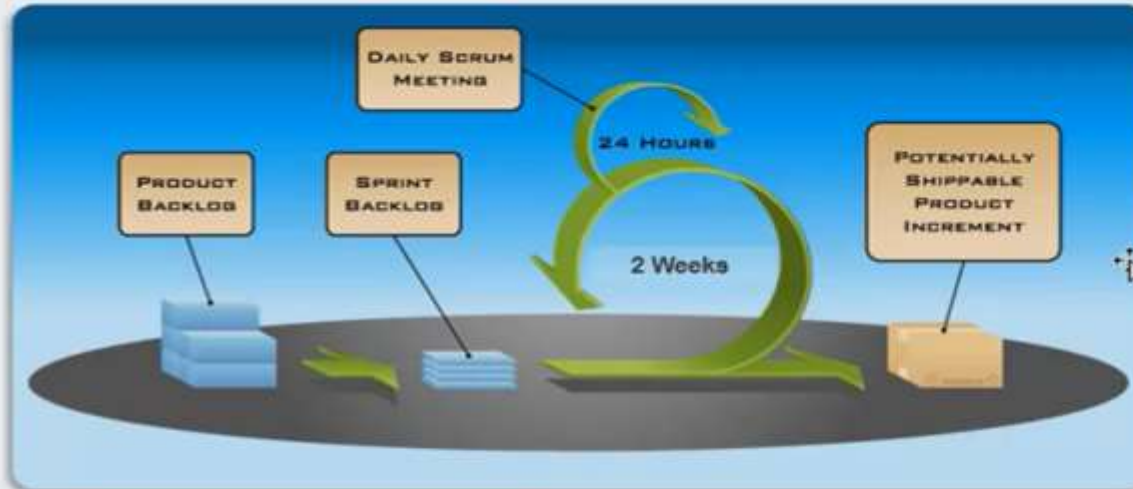 DAILY SCRUM
MEETING
24 HOURS
PRODUCT
BACKLOG
SPRINT
BACKLOG
POTENTIALLY
SHIPPABLE
PRODUCT
INCREMENT
2 Weeks